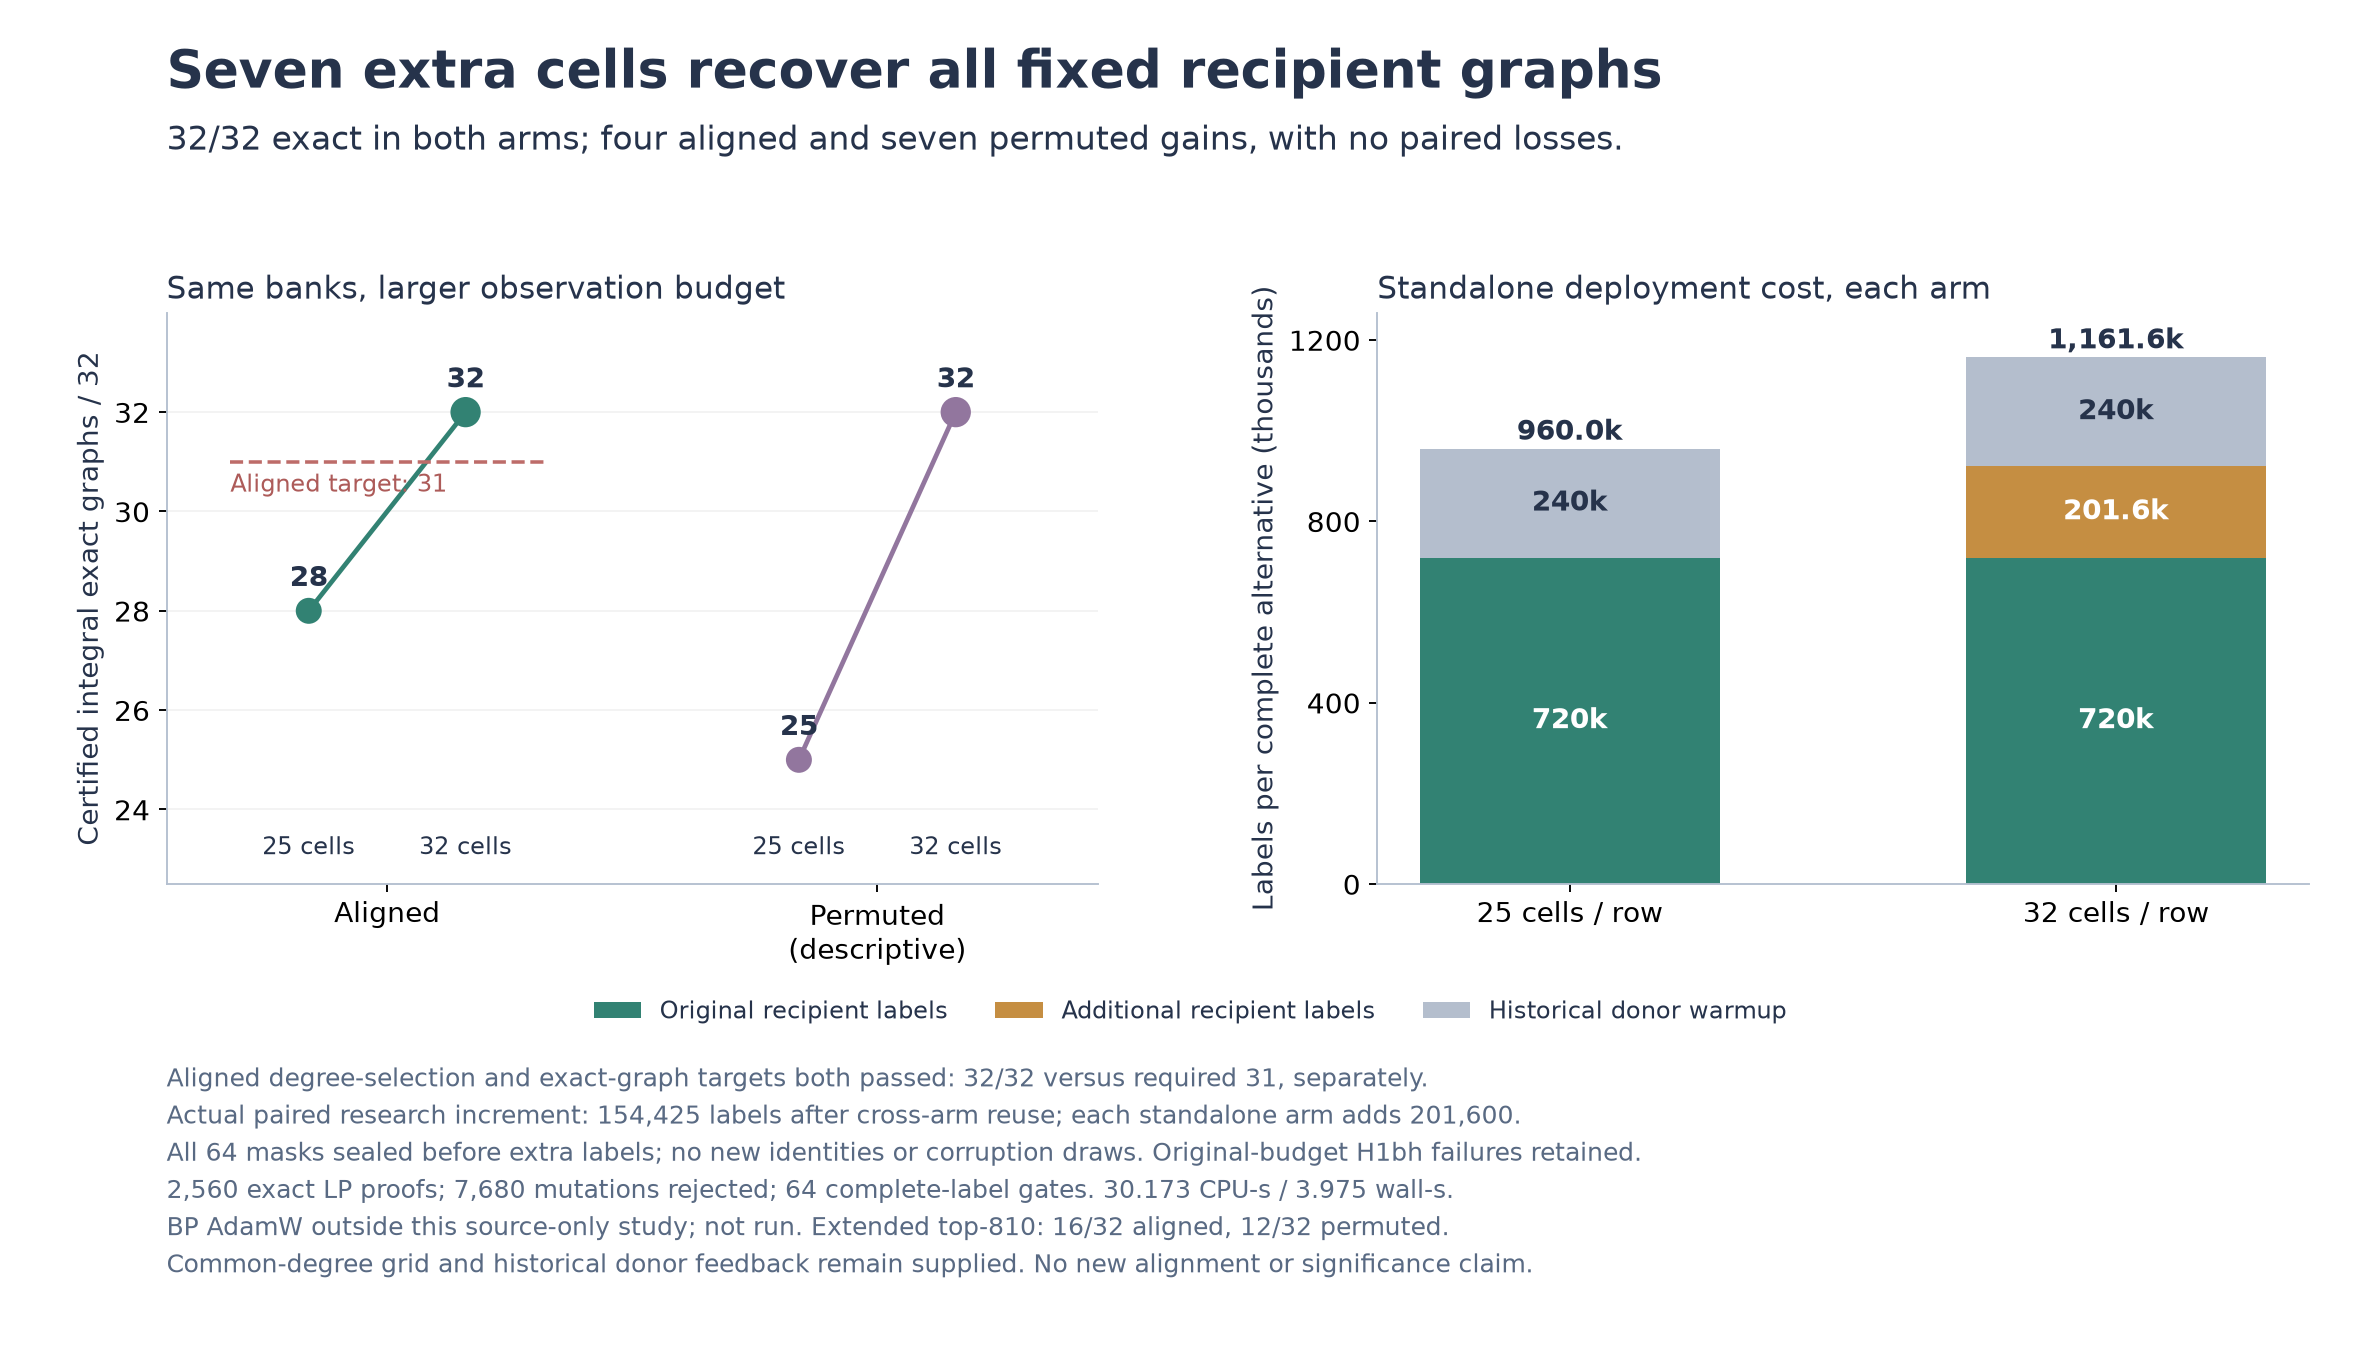 Seven extra cells recover all fixed recipient graphs
32/32 exact in both arms; four aligned and seven permuted gains, with no paired losses.
Same banks, larger observation budget
Certified integral exact graphs / 32
32
30
28
26
24
32
Aligned target: 31
28
32
25
25 cells
32 cells
25 cells
32 cells
Aligned
Permuted
(descriptive)
Standalone deployment cost, each arm
Labels per complete alternative (thousands)
1200
800
400
0
960.0k
240k
720k
1,161.6k
240k
201.6k
720k
25 cells / row
32 cells / row
Original recipient labels
Additional recipient labels
Historical donor warmup
Aligned degree-selection and exact-graph targets both passed: 32/32 versus required 31, separately.
Actual paired research increment: 154,425 labels after cross-arm reuse; each standalone arm adds 201,600.
All 64 masks sealed before extra labels; no new identities or corruption draws. Original-budget H1bh failures retained.
2,560 exact LP proofs; 7,680 mutations rejected; 64 complete-label gates. 30.173 CPU-s / 3.975 wall-s.
BP AdamW outside this source-only study; not run. Extended top-810: 16/32 aligned, 12/32 permuted.
Common-degree grid and historical donor feedback remain supplied. No new alignment or significance claim.